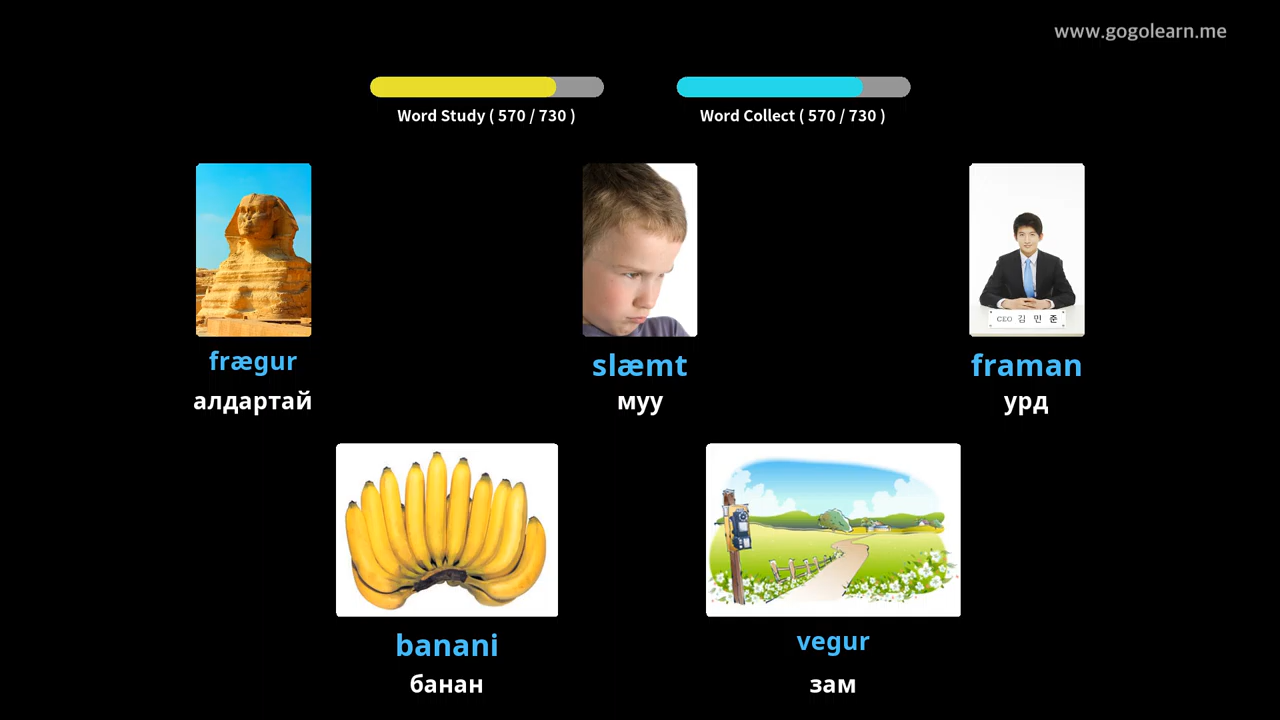 www.gogolearn.me
Word Study ( 570 / 730 )
Word Collect ( 570 / 730 )
CEO 김 민 준
frægur
slæmt
framan
алдартай
муу
урд
banani
vegur
банан
зам